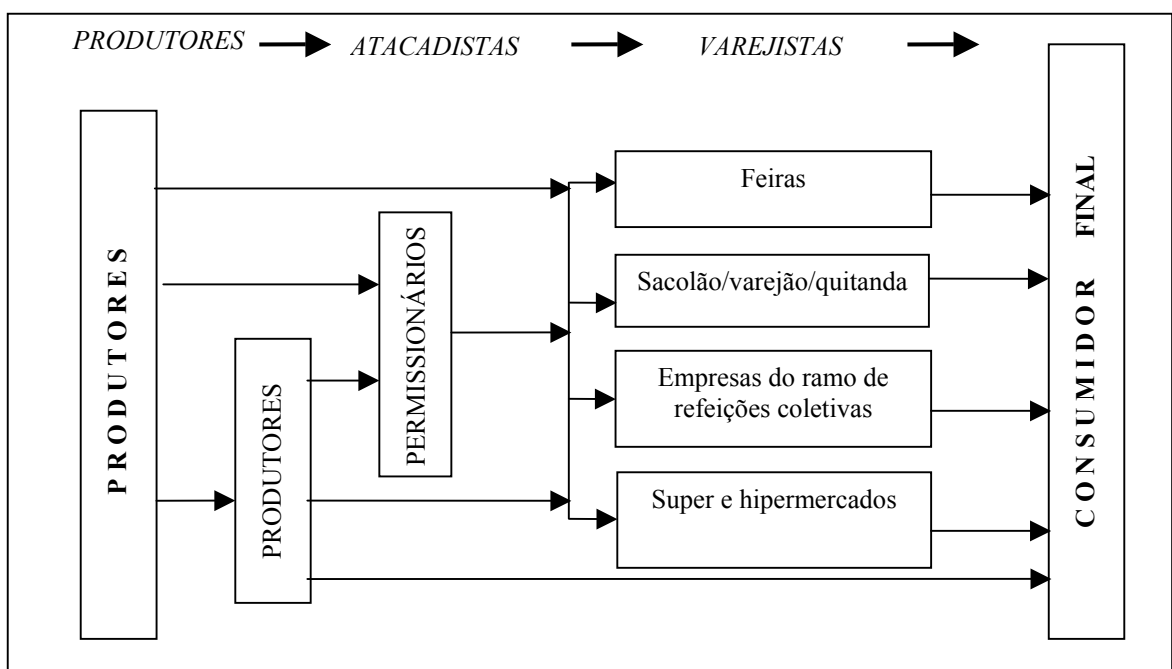 PRODUTORES
ATACADISTAS
VAREJISTAS
PRODUTORES
PRODUTORES
PERMISSIONÁRIOS
Feiras
Sacolão/varejão/quitanda
Empresas do ramo de
refeições coletivas
Super e hipermercados
CONSUMIDOR FINAL